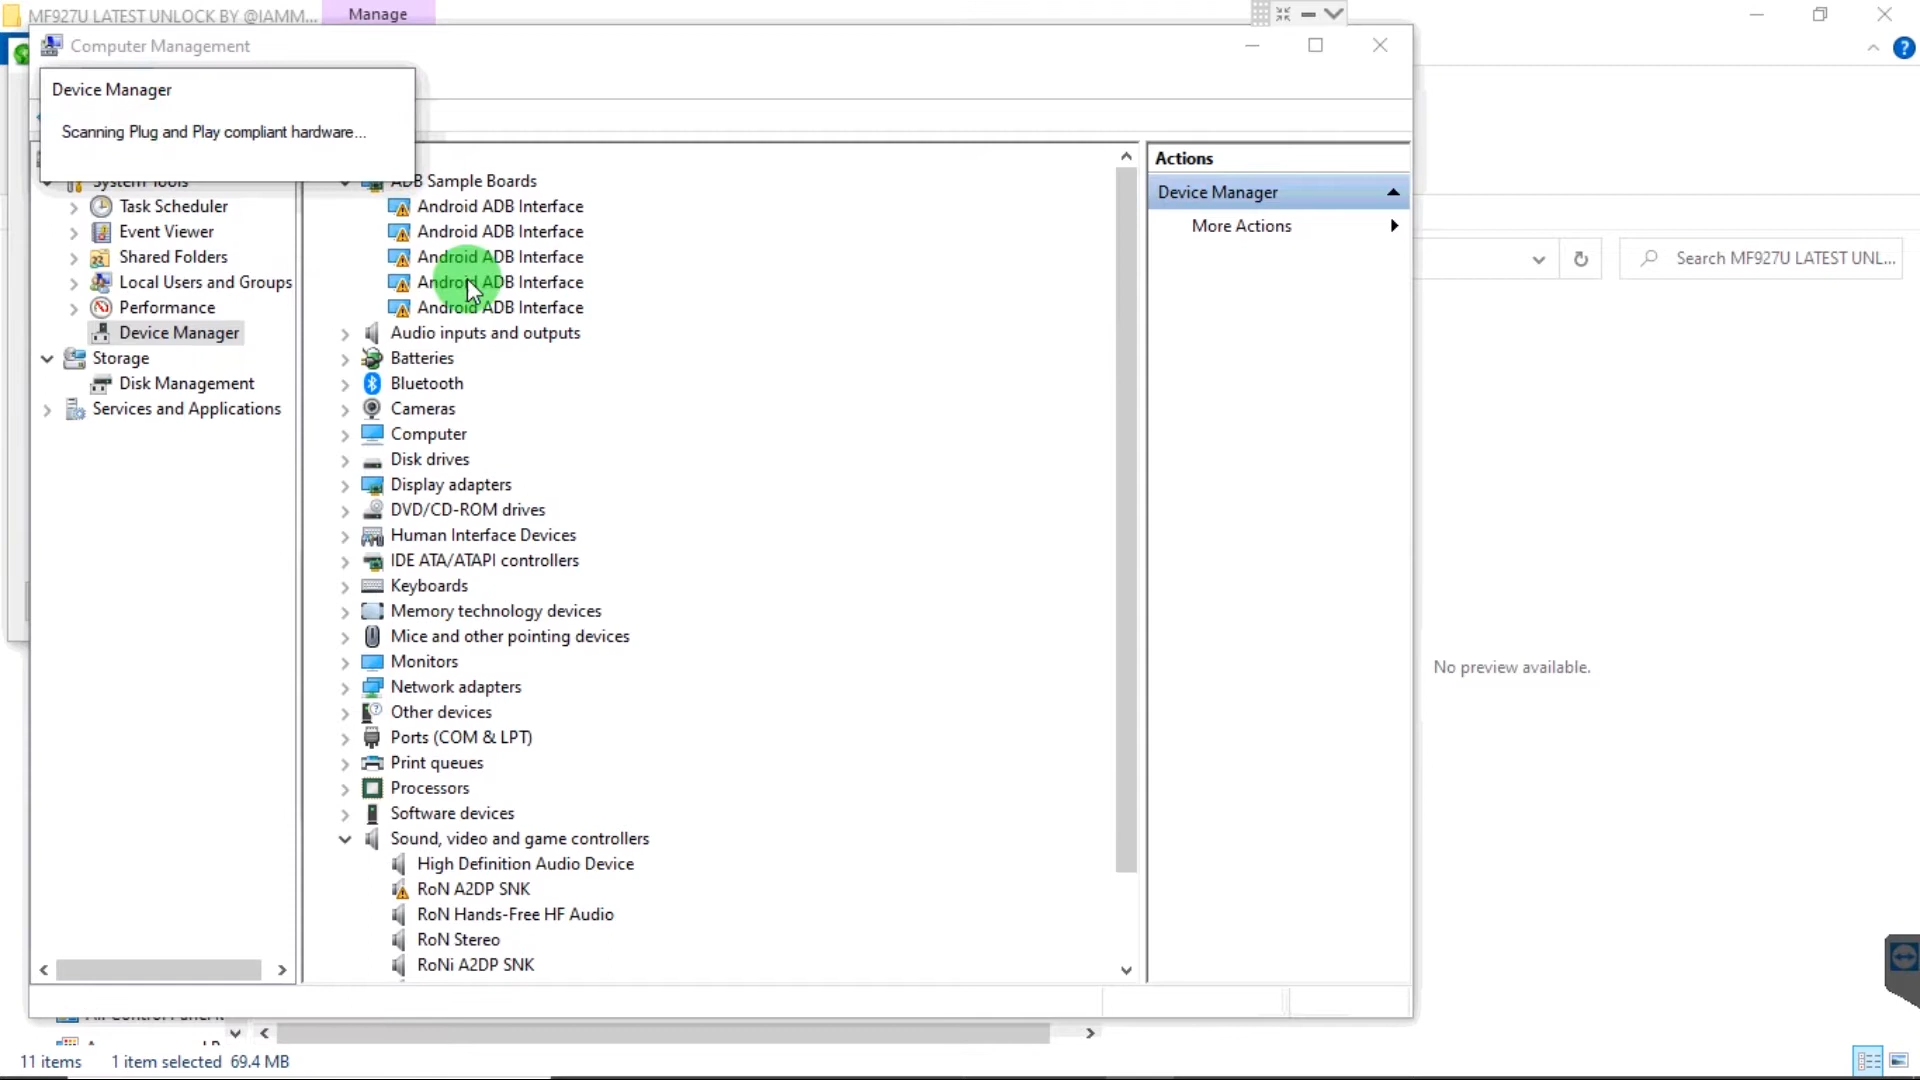 MF927U LATEST UNLOCK BY @IAMM...
Manage
Computer Management
Device Manager
Scanning Plug and Play compliant hardware...
System Tools
Task Scheduler
Event Viewer
Shared Folders
Local Users and Groups
Performance
Device Manager
Storage
Disk Management
Services and Applications
ADB Sample Boards
Android ADB Interface
Android ADB Interface
Android ADB Interface
Android ADB Interface
Android ADB Interface
Audio inputs and outputs
Batteries
Bluetooth
Cameras
Computer
Disk drives
Display adapters
DVD/CD-ROM drives
Human Interface Devices
IDE ATA/ATAPI controllers
Keyboards
Memory technology devices
Mice and other pointing devices
Monitors
Network adapters
Other devices
Ports (COM & LPT)
Print queues
Processors
Software devices
Sound, video and game controllers
High Definition Audio Device
RoN A2DP SNK
RoN Hands-Free HF Audio
RoN Stereo
RoNi A2DP SNK
Actions
Device Manager
More Actions
Search MF927U LATEST UNL...
No preview available.
11 items
1 item selected 69.4 MB